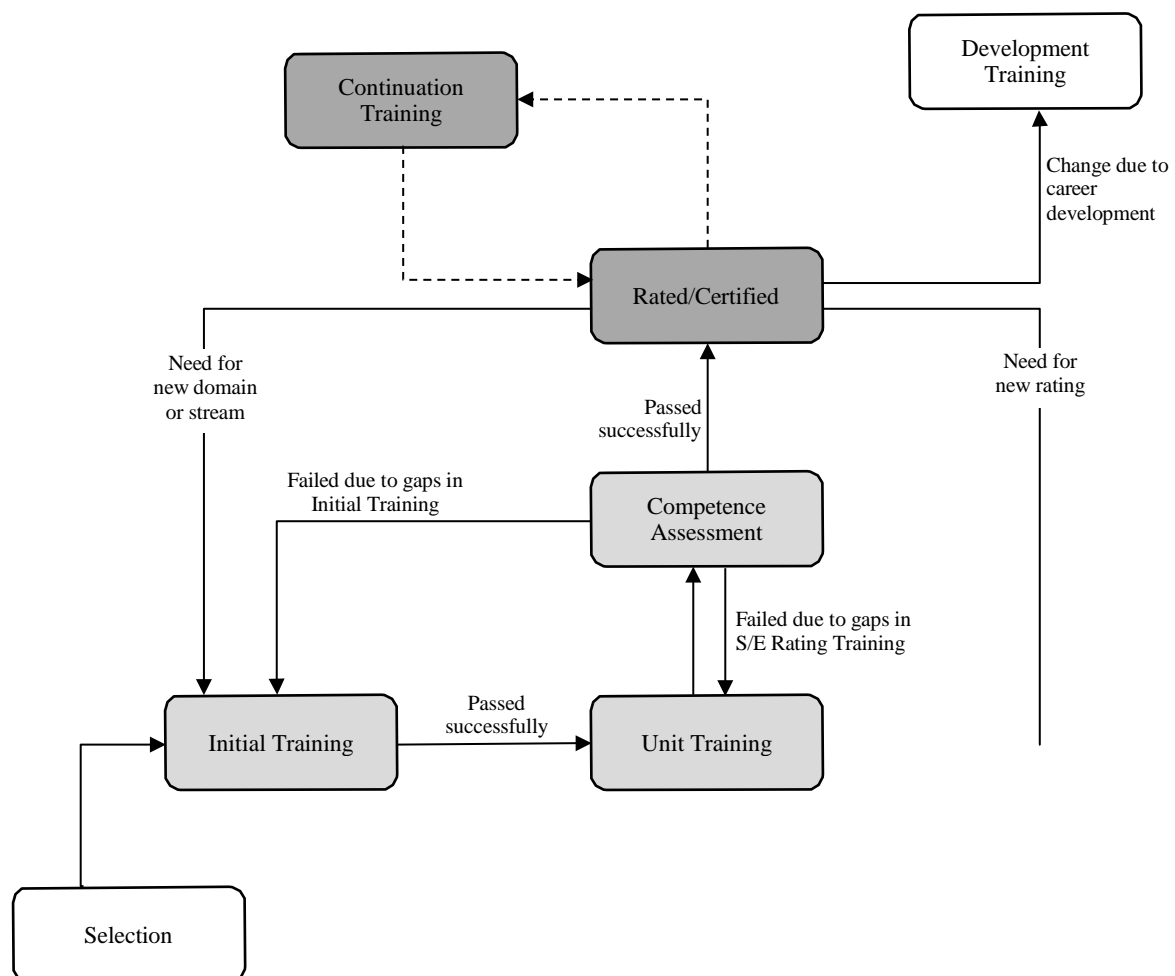 Development
Training
Continuation
Training
Change due to
career
development
Rated/Certified
Need for
new domain
or stream
Need for
new rating
Passed
successfully
Failed due to gaps in
Initial Training
Competence
Assessment
Failed due to gaps in
S/E Rating Training
Passed
successfully
Initial Training
Unit Training
Selection